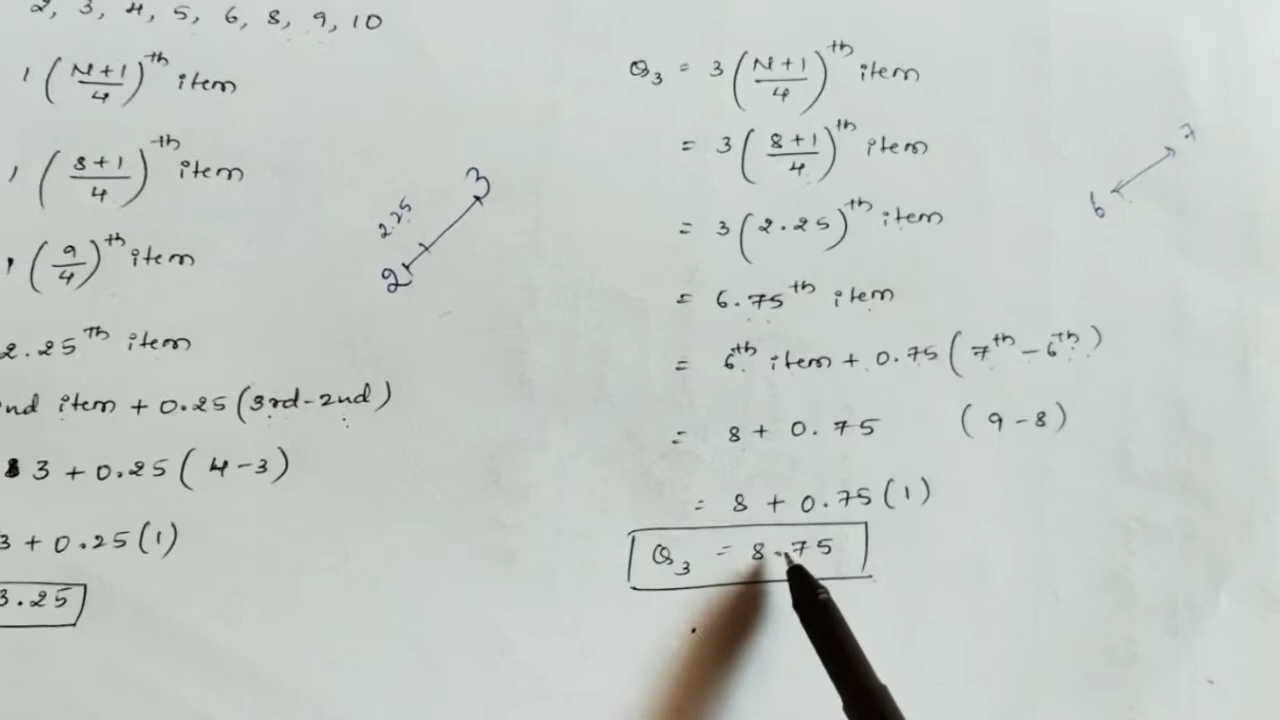 2, 3, 4, 5, 6, 8, 9, 10
1 (N+1/4)th item
1 (8+1/4)th item
1 (9/4)th item
2.25th item
nd item + 0.25 (3rd-2nd)
3 + 0.25 (4-3)
3 + 0.25 (1)
3.25
3
2.25
2
Q3 = 3 (N+1/4)th item
= 3 (8+1/4)th item
= 3 (2.25)th item
= 6.75th item
= 6th item + 0.75 (7th - 6th)
= 8 + 0.75 (9-8)
= 8 + 0.75 (1)
Q3 = 8.75
7
6